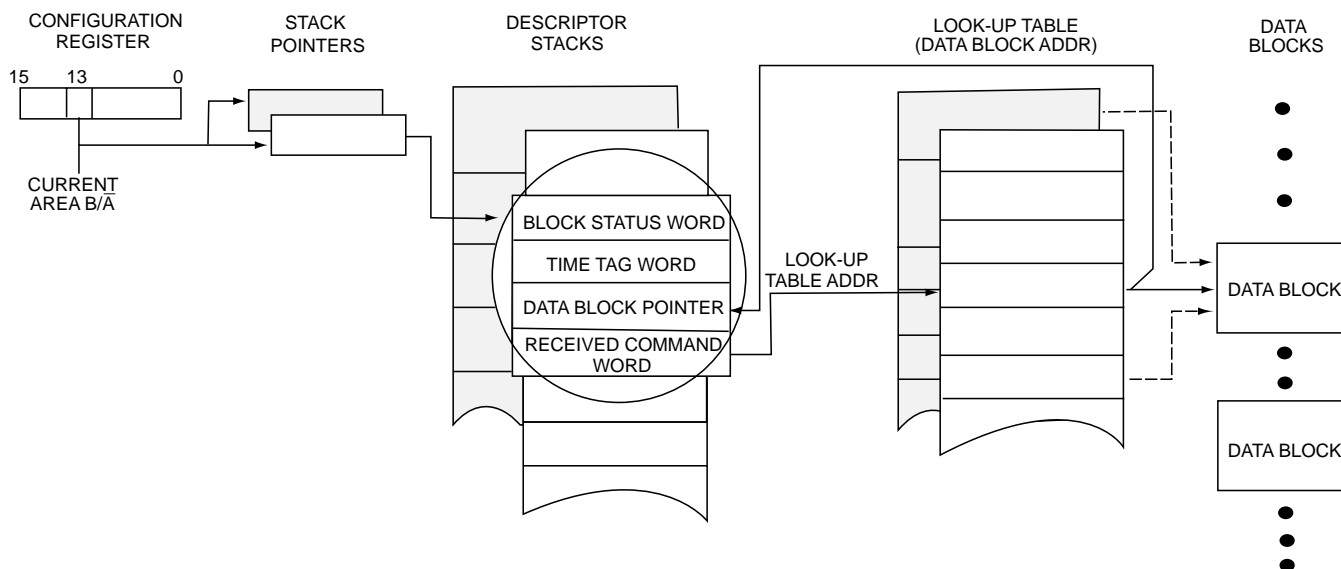 CONFIGURATION
REGISTER
15 13 0
CURRENT
AREA B/A̅
STACK
POINTERS
DESCRIPTOR
STACKS
BLOCK STATUS WORD
TIME TAG WORD
DATA BLOCK POINTER
RECEIVED COMMAND
WORD
LOOK-UP
TABLE ADDR
LOOK-UP TABLE
(DATA BLOCK ADDR)
DATA
BLOCKS
DATA BLOCK
DATA BLOCK